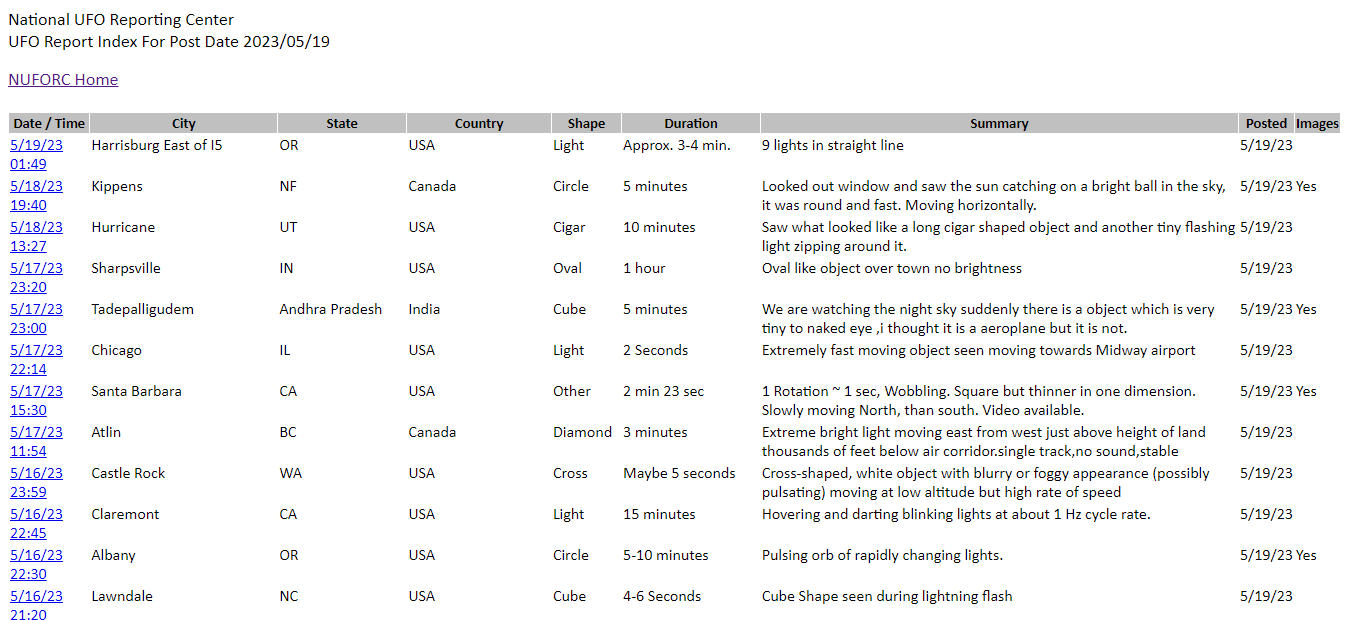 National UFO Reporting Center
UFO Report Index For Post Date 2023/05/19
NUFORC Home
Date / Time City State Country Shape Duration Summary Posted Images
5/19/23 Harrisburg East of I5 OR USA Light Approx. 3-4 min. 9 lights in straight line 5/19/23
01:49
5/18/23 Kippens NF Canada Circle 5 minutes Looked out window and saw the sun catching on a bright ball in the sky, 5/19/23 Yes
19:40 it was round and fast. Moving horizontally.
5/18/23 Hurricane UT USA Cigar 10 minutes Saw what looked like a long cigar shaped object and another tiny flashing 5/19/23
13:27 light zipping around it.
5/17/23 Sharpsville IN USA Oval 1 hour Oval like object over town no brightness 5/19/23
23:20
5/17/23 Tadepalligudem Andhra Pradesh India Cube 5 minutes We are watching the night sky suddenly there is a object which is very 5/19/23 Yes
23:00 tiny to naked eye ,i thought it is a aeroplane but it is not.
5/17/23 Chicago IL USA Light 2 Seconds Extremely fast moving object seen moving towards Midway airport 5/19/23
22:14
5/17/23 Santa Barbara CA USA Other 2 min 23 sec 1 Rotation ~ 1 sec, Wobbling. Square but thinner in one dimension. 5/19/23 Yes
15:30 Slowly moving North, than south. Video available.
5/17/23 Atlin BC Canada Diamond 3 minutes Extreme bright light moving east from west just above height of land 5/19/23
11:54 thousands of feet below air corridor.single track,no sound,stable
5/16/23 Castle Rock WA USA Cross Maybe 5 seconds Cross-shaped, white object with blurry or foggy appearance (possibly 5/19/23
23:59 pulsating) moving at low altitude but high rate of speed
5/16/23 Claremont CA USA Light 15 minutes Hovering and darting blinking lights at about 1 Hz cycle rate. 5/19/23
22:45
5/16/23 Albany OR USA Circle 5-10 minutes Pulsing orb of rapidly changing lights. 5/19/23 Yes
22:30
5/16/23 Lawndale NC USA Cube 4-6 Seconds Cube Shape seen during lightning flash 5/19/23
21:20